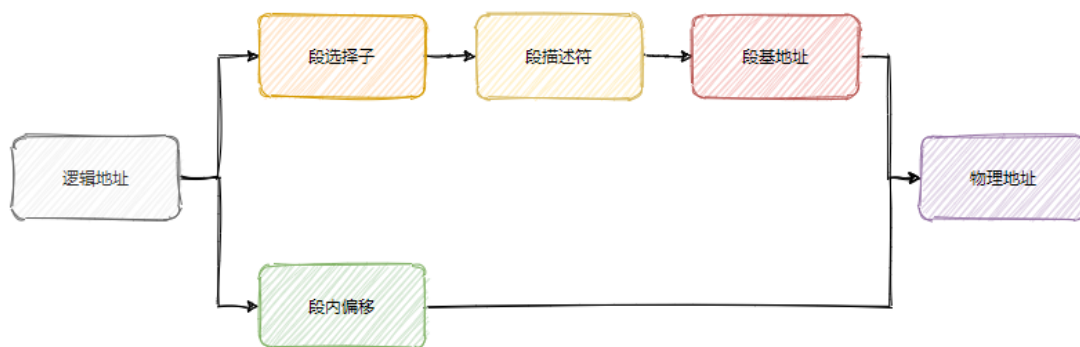 段选择子
段描述符
段基地址
逻辑地址
物理地址
段内偏移